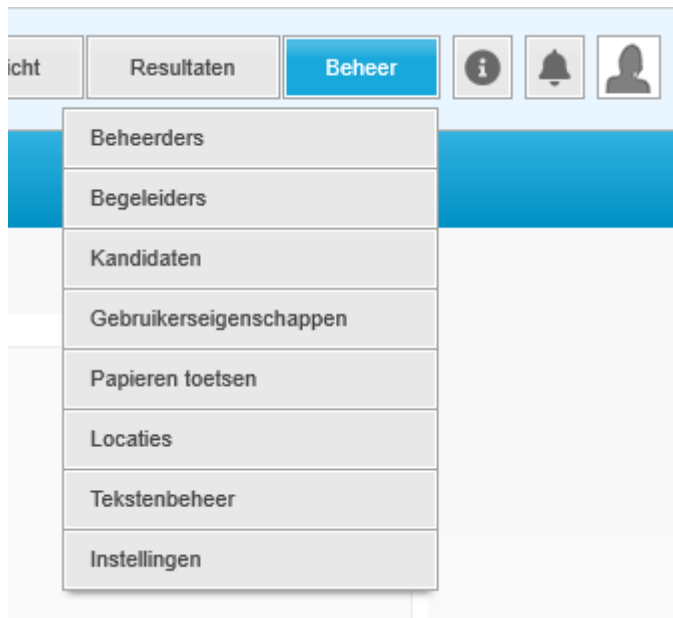 icht Resultaten Beheer
Beheerders
Begeleiders
Kandidaten
Gebruikerseigenschappen
Papieren toetsen
Locaties
Tekstenbeheer
Instellingen